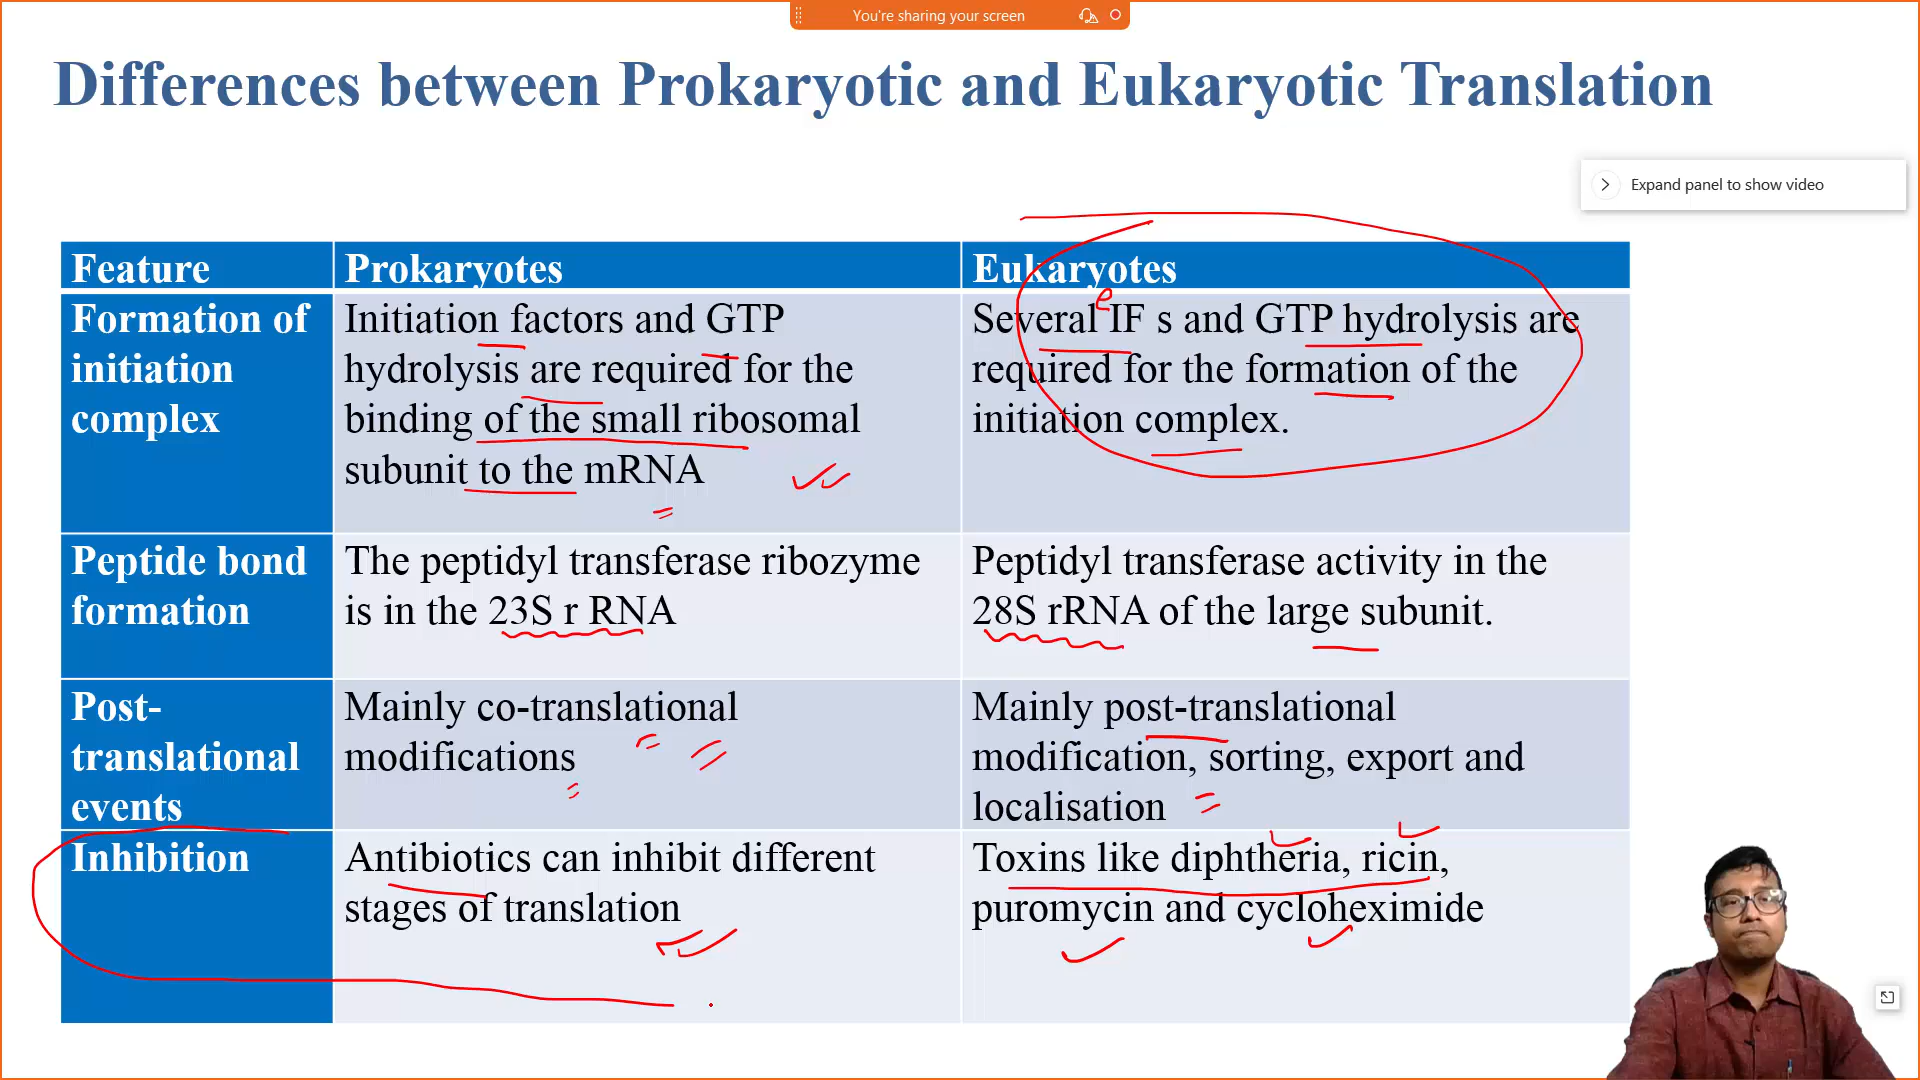 You're sharing your screen
Differences between Prokaryotic and Eukaryotic Translation
Expand panel to show video
Feature
Prokaryotes
Eukaryotes
Formation of
initiation
complex
Initiation factors and GTP
hydrolysis are required for the
binding of the small ribosomal
subunit to the mRNA
e
Several IF s and GTP hydrolysis are
required for the formation of the
initiation complex.
Peptide bond
formation
The peptidyl transferase ribozyme
is in the 23S r RNA
Peptidyl transferase activity in the
28S rRNA of the large subunit.
Post-
translational
events
Mainly co-translational
modifications
Mainly post-translational
modification, sorting, export and
localisation
Inhibition
Antibiotics can inhibit different
stages of translation
Toxins like diphtheria, ricin,
puromycin and cycloheximide